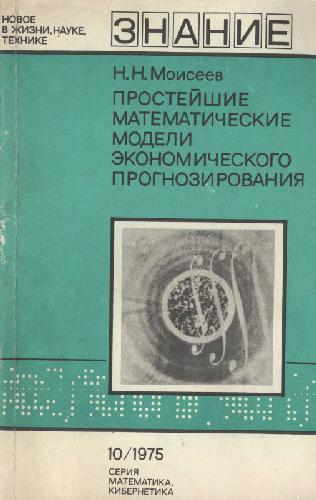 НОВОЕ
В ЖИЗНИ, НАУКЕ,
ТЕХНИКЕ
ЗНАНИЕ
Н. Н. Моисеев
ПРОСТЕЙШИЕ
МАТЕМАТИЧЕСКИЕ
МОДЕЛИ
ЭКОНОМИЧЕСКОГО
ПРОГНОЗИРОВАНИЯ
10/1975
СЕРИЯ
МАТЕМАТИКА,
КИБЕРНЕТИКА